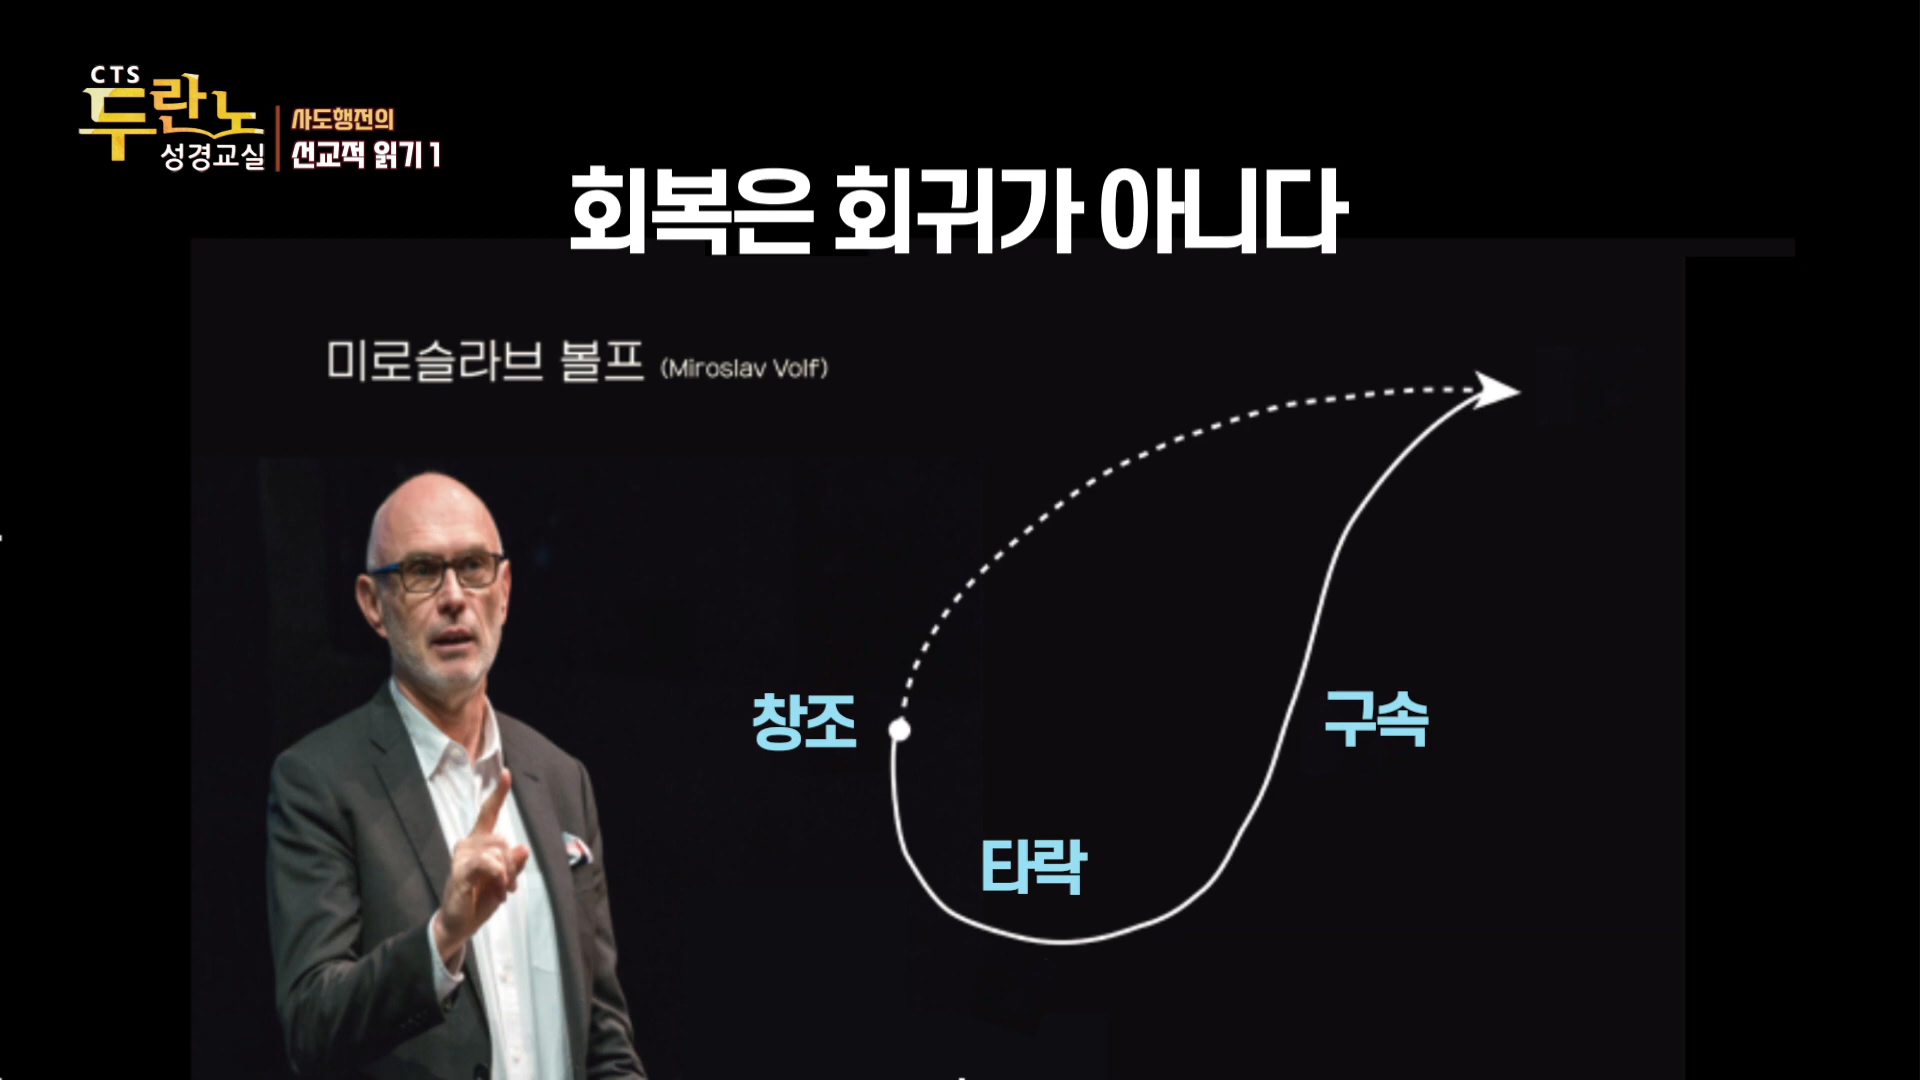 CTS
두란노
성경교실
사도행전의
선교적 읽기 1
회복은 회귀가 아니다
미로슬라브 볼프 (Miroslav Volf)
창조
구속
타락